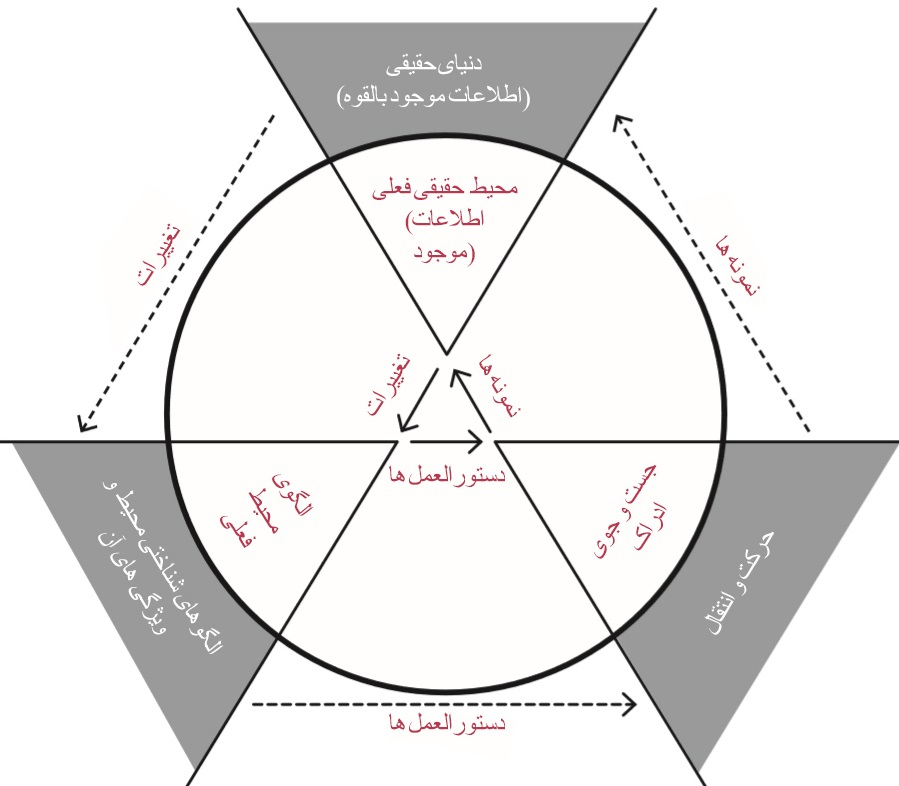 دنیای حقیقی
(اطلاعات موجود بالقوه)
محیط حقیقی فعلی
(اطلاعات
موجود)
تغییرات
نمونه ها
تغییرات
نمونه ها
دستور العمل ها
الگوی
محیط
فعلی
جست و جوی
ادراک
الگو های شناختی محیط و
ویژگی های آن
حرکت و انتقال
دستور العمل ها